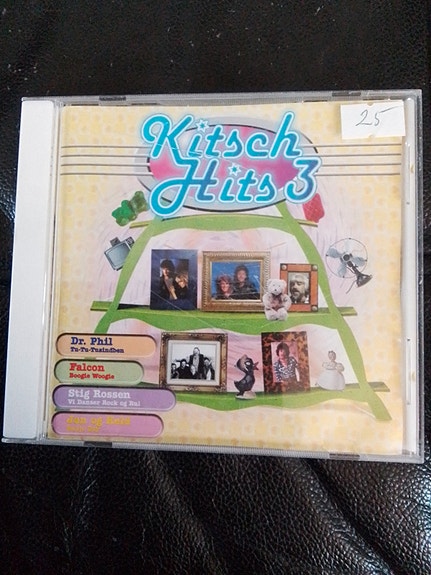 25
Kitsch
Hits 3
Dr. Phil
Tu-Tu-Tusindben
Falcon
Boogie Woogie
Stig Rossen
Vi Danser Rock og Rul